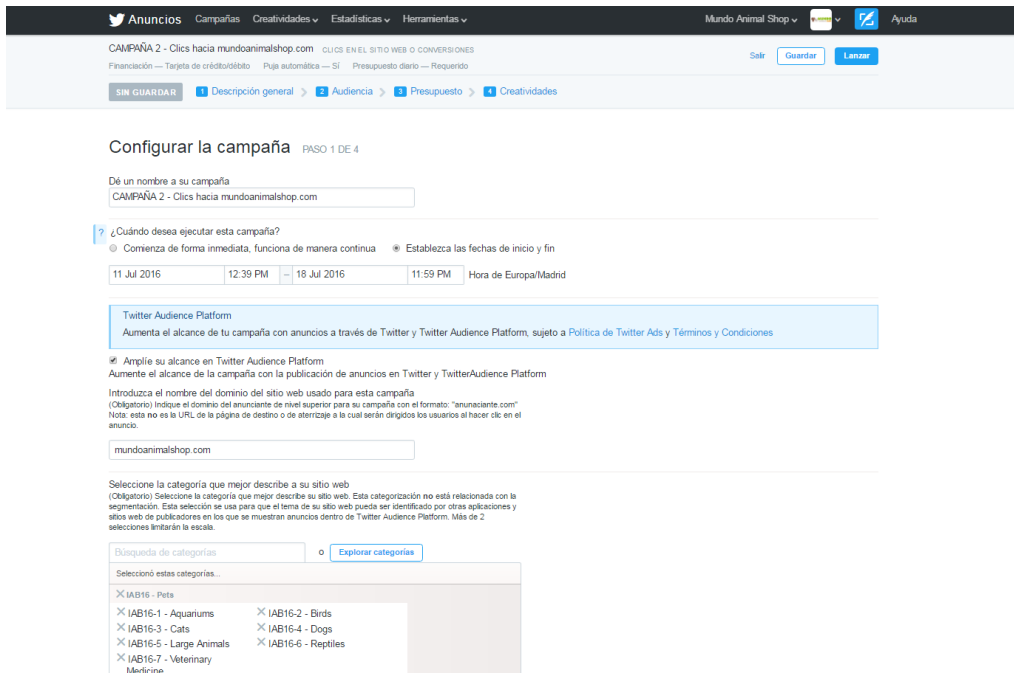 Anuncios Campañas Creatividades Estadísticas Herramientas Mundo Animal Shop Ayuda
CAMPAÑA 2 - Clics hacia mundoanimalshop.com CLICS EN EL SITIO WEB O CONVERSIONES
Financiación — Tarjeta de crédito/débito Puja automática — Sí Presupuesto diario — Requerido
Salir Guardar Lanzar
SIN GUARDAR 1 Descripción general 2 Audiencia 3 Presupuesto 4 Creatividades
Configurar la campaña PASO 1 DE 4
Dé un nombre a su campaña
CAMPAÑA 2 - Clics hacia mundoanimalshop.com
? ¿Cuándo desea ejecutar esta campaña?
Comienza de forma inmediata, funciona de manera continua Establezca las fechas de inicio y fin
11 Jul 2016 12:39 PM – 18 Jul 2016 11:59 PM Hora de Europa/Madrid
Twitter Audience Platform
Aumenta el alcance de tu campaña con anuncios a través de Twitter y Twitter Audience Platform, sujeto a Política de Twitter Ads y Términos y Condiciones
Amplíe su alcance en Twitter Audience Platform
Aumente el alcance de la campaña con la publicación de anuncios en Twitter y TwitterAudience Platform
Introduzca el nombre del dominio del sitio web usado para esta campaña
(Obligatorio) Indique el dominio del anunciante de nivel superior para su campaña con el formato: "anunaciante.com"
Nota: esta no es la URL de la página de destino o de aterrizaje a la cual serán dirigidos los usuarios al hacer clic en el
anuncio.
mundoanimalshop.com
Seleccione la categoría que mejor describe a su sitio web
(Obligatorio) Seleccione la categoría que mejor describe su sitio web. Esta categorización no está relacionada con la
segmentación. Esta selección se usa para que el tema de su sitio web pueda ser identificado por otras aplicaciones y
sitios web de publicadores en los que se muestran anuncios dentro de Twitter Audience Platform. Más de 2
selecciones limitarán la escala.
Búsqueda de categorías o Explorar categorías
Seleccionó estas categorías...
IAB16 - Pets
IAB16-1 - Aquariums IAB16-2 - Birds
IAB16-3 - Cats IAB16-4 - Dogs
IAB16-5 - Large Animals IAB16-6 - Reptiles
IAB16-7 - Veterinary
Medicine